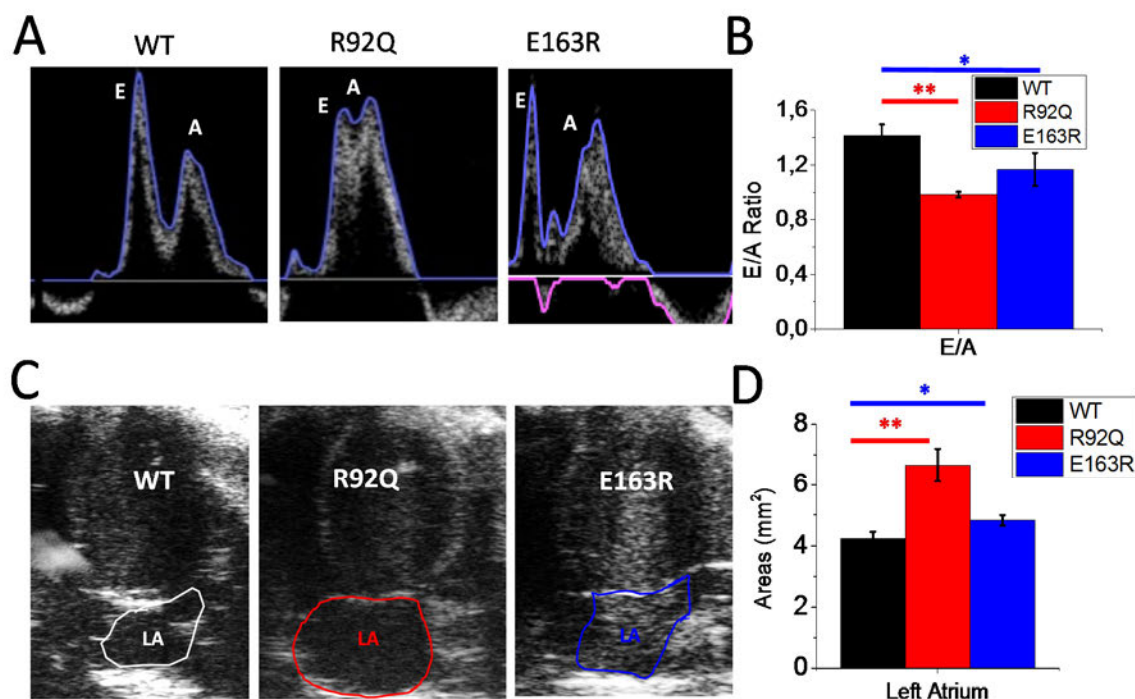 A
WT
R92Q
E163R
E
A
E
A
E
A
B
*
**
WT
R92Q
E163R
1,6
1,2
0,8
0,4
0,0
E/A Ratio
E/A
C
WT
R92Q
E163R
LA
LA
LA
D
*
**
WT
R92Q
E163R
8
6
4
2
0
Areas (mm²)
Left Atrium